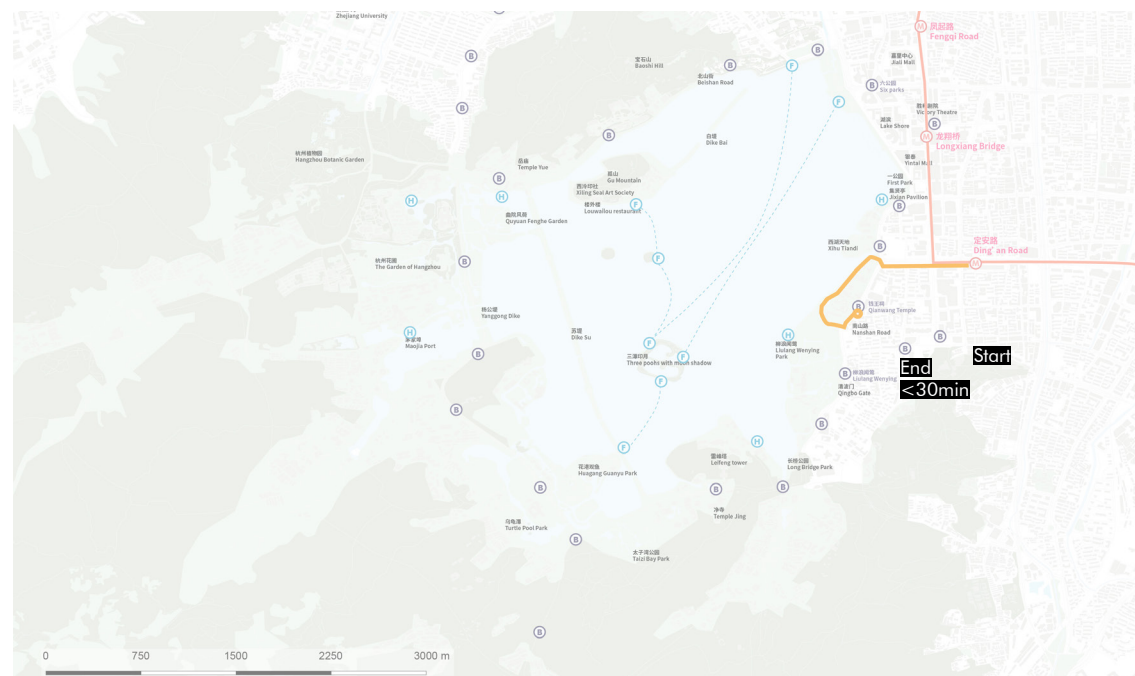 Zhejiang University
凤起路
Fengqi Road
嘉里中心
Jiali Mall
宝石山
Baoshi Hill
北山街
Beishan Road
六公园
Six parks
胜利剧院
Victory Theatre
湖滨
Lake Shore
龙翔桥
Longxiang Bridge
白堤
Dike Bai
杭州植物园
Hangzhou Botanic Garden
岳庙
Temple Yue
银泰
Yintai Mall
孤山
Gu Mountain
一公园
First Park
西泠印社
Xiling Seal Art Society
集贤亭
Jixian Pavilion
楼外楼
Louwailou restaurant
曲院风荷
Quyuan Fenghe Garden
西湖天地
Xihu Tiandi
定安路
Ding' an Road
杭州花圃
The Garden of Hangzhou
钱王祠
Qianwang Temple
杨公堤
Yanggong Dike
南山路
Nanshan Road
苏堤
Dike Su
茅家埠
Maojia Port
柳浪闻莺
Liulang Wenying
Park
三潭印月
Three poohs with moon shadow
Start
End
<30min
柳浪闻莺
Liulang Wenying
清波门
Qingbo Gate
雷峰塔
Leifeng tower
长桥公园
Long Bridge Park
花港观鱼
Huagang Guanyu Park
净寺
Temple Jing
乌龟潭
Turtle Pool Park
太子湾公园
Taizi Bay Park
0 750 1500 2250 3000 m